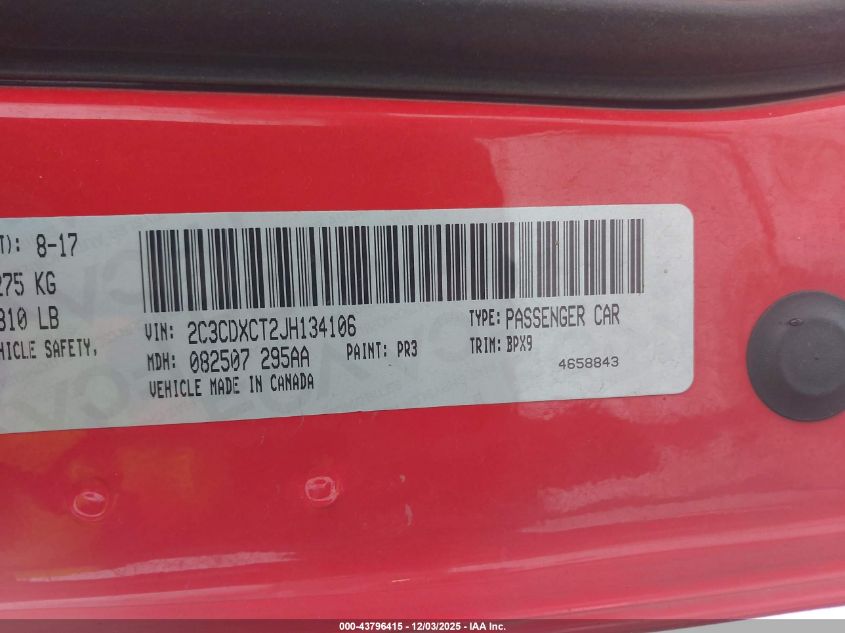 T): 8-17
275 KG
310 LB
HICLE SAFETY,
VIN: 2C3CDXCT2JH134106
TYPE: PASSENGER CAR
MDH: 082507 295AA
PAINT: PR3
TRIM: BPX9
4658843
VEHICLE MADE IN CANADA
000-43796415 - 12/03/2025 - IAA Inc.